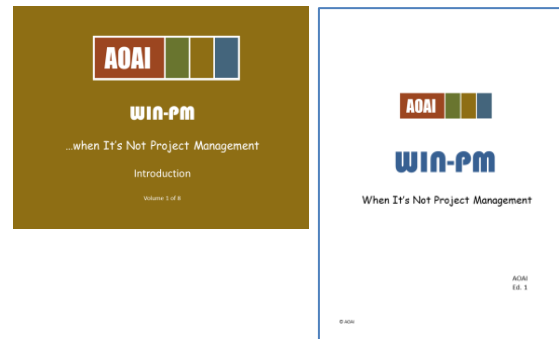 AOAI
WIN-PM
...when It's Not Project Management
Introduction
Volume 1 of 8
AOAI
WIN-PM
When It's Not Project Management
AOAI
Ed. 1
© AOAI